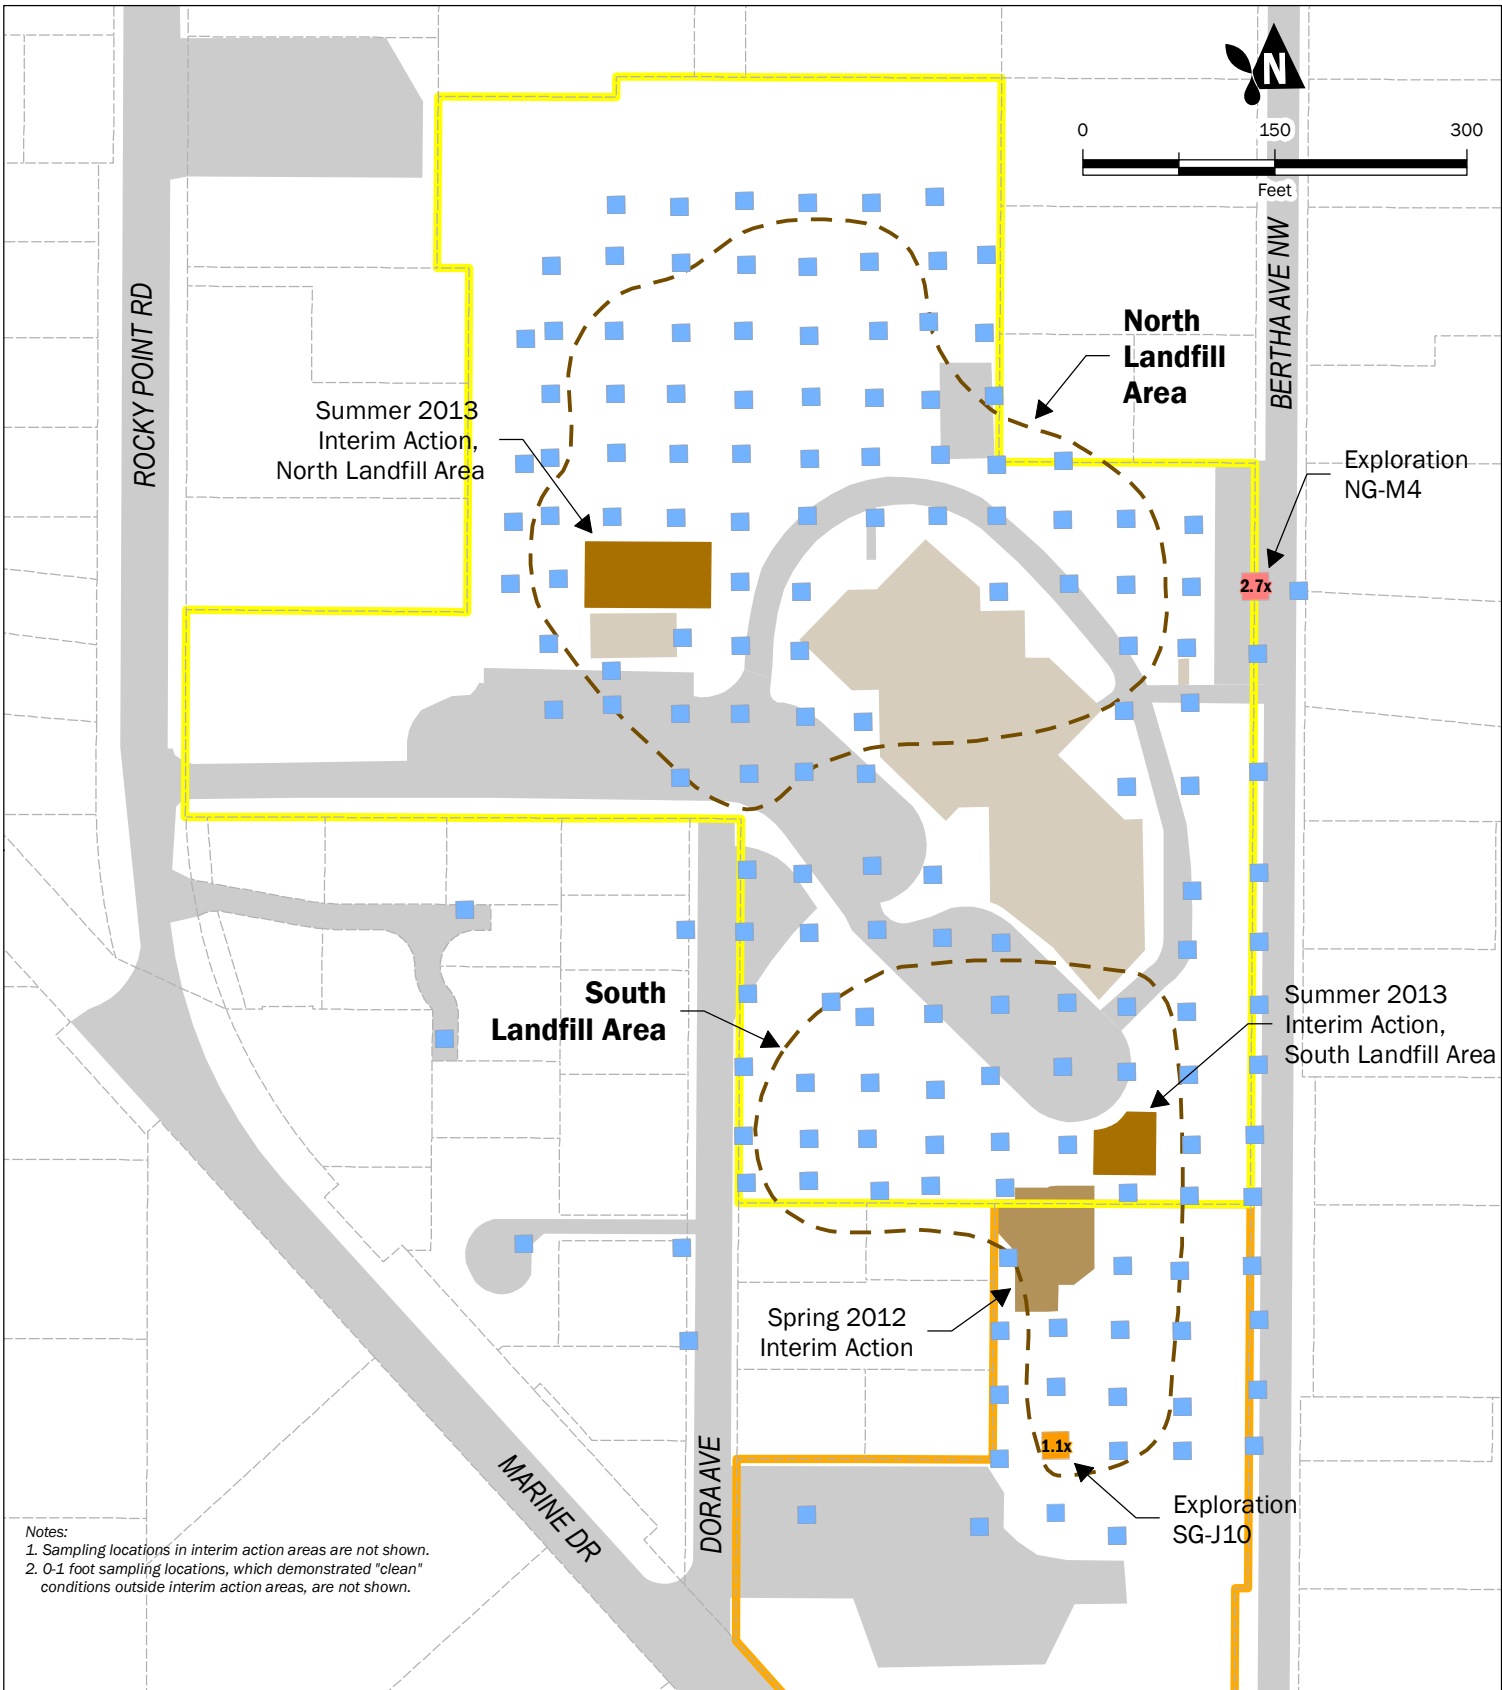 N
0 150 300
Feet
ROCKY POINT RD
BERTHA AVE NW
North
Landfill
Area
Summer 2013
Interim Action,
North Landfill Area
Exploration
NG-M4
2.7x
South
Landfill Area
Summer 2013
Interim Action,
South Landfill Area
Spring 2012
Interim Action
1.1x
Exploration
SG-J10
MARINE DR
DORA AVE
Notes:
1. Sampling locations in interim action areas are not shown.
2. 0-1 foot sampling locations, which demonstrated "clean"
conditions outside interim action areas, are not shown.